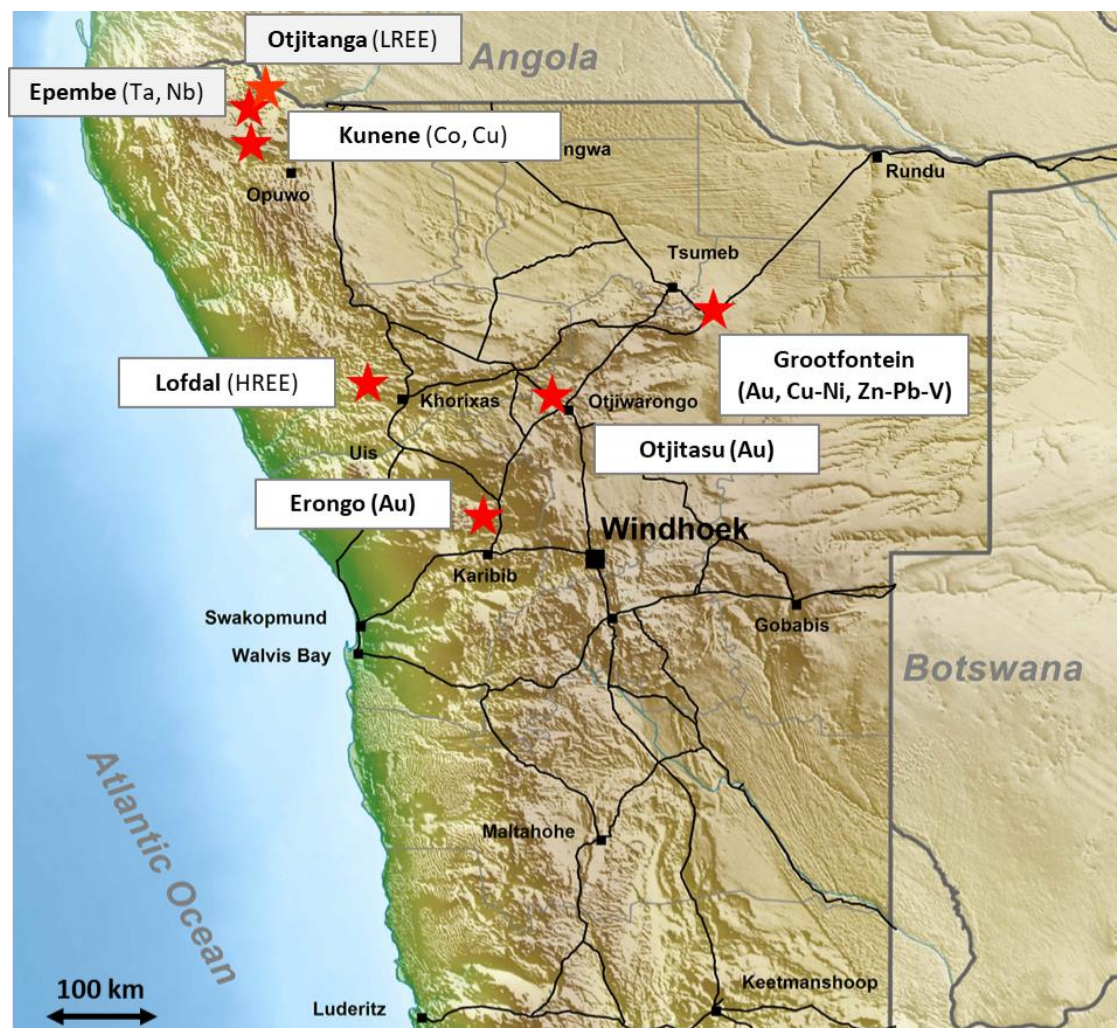 Otjitanga (LREE)
Angola
Epembe (Ta, Nb)
Kunene (Co, Cu)
ngwa
Rundu
Opuwo
Tsumeb
Grootfontein
(Au, Cu-Ni, Zn-Pb-V)
Lofdal (HREE)
Khorixas
Otjiwarongo
Uis
Otjitasu (Au)
Erongo (Au)
Windhoek
Karibib
Swakopmund
Gobabis
Walvis Bay
Botswana
Atlantic Ocean
Maltahohe
100 km
Keetmanshoop
Luderitz